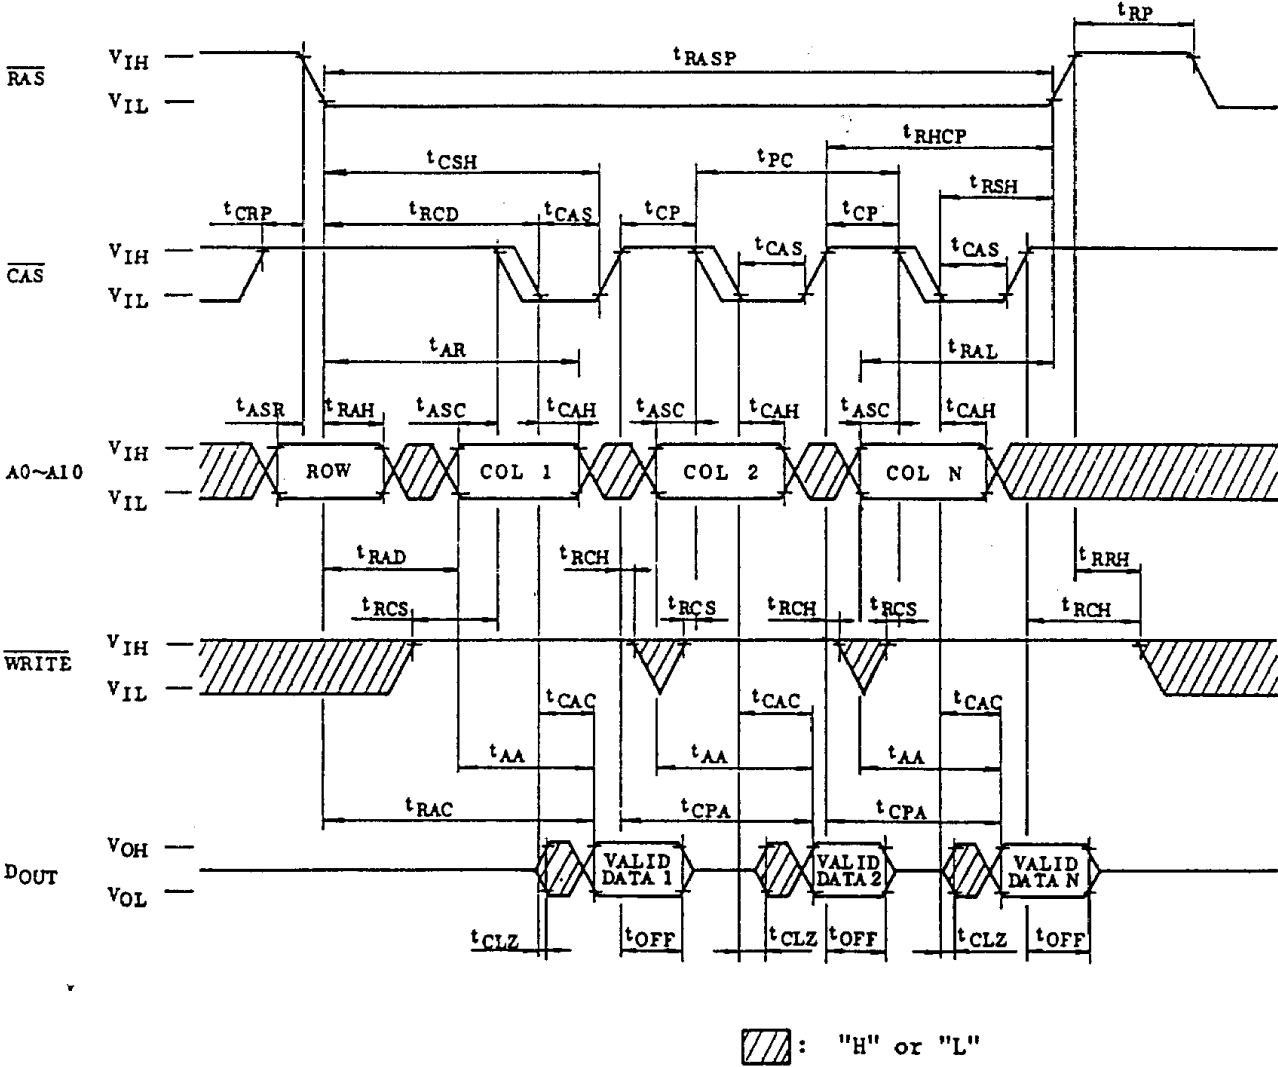 tRP
VIH
tRASP
RAS
VIL
tRHCP
tCSH
tPC
tRSH
tCRP
tRCD
tCAS
tCP
tCP
VIH
tCAS
tCAS
CAS
VIL
tAR
tRAL
tASR
tRAH
tASC
tCAH
tASC
tCAH
tASC
tCAH
VIH
A0~A10
ROW
COL 1
COL 2
COL N
VIL
tRAD
tRCH
tRRH
tRCS
tRCS
tRCH
tRCS
tRCH
VIH
WRITE
VIL
tCAC
tCAC
tCAC
tAA
tAA
tAA
tRAC
tCPA
tCPA
VOH
DOUT
VALID DATA 1
VALID DATA 2
VALID DATA N
VOL
tCLZ
tOFF
tCLZ
tOFF
tCLZ
tOFF
: "H" or "L"